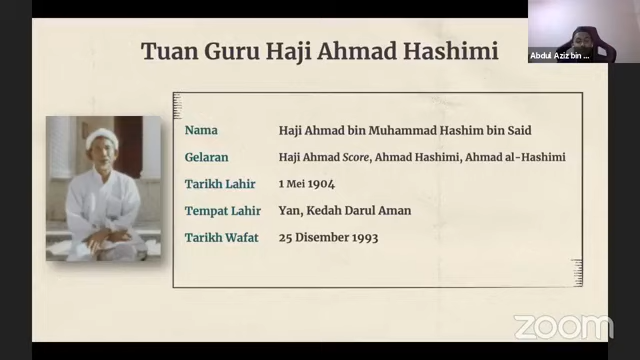 Tuan Guru Haji Ahmad Hashimi
Abdul Aziz bin ...
Nama Haji Ahmad bin Muhammad Hashim bin Said
Gelaran Haji Ahmad Score, Ahmad Hashimi, Ahmad al-Hashimi
Tarikh Lahir 1 Mei 1904
Tempat Lahir Yan, Kedah Darul Aman
Tarikh Wafat 25 Disember 1993
zoom